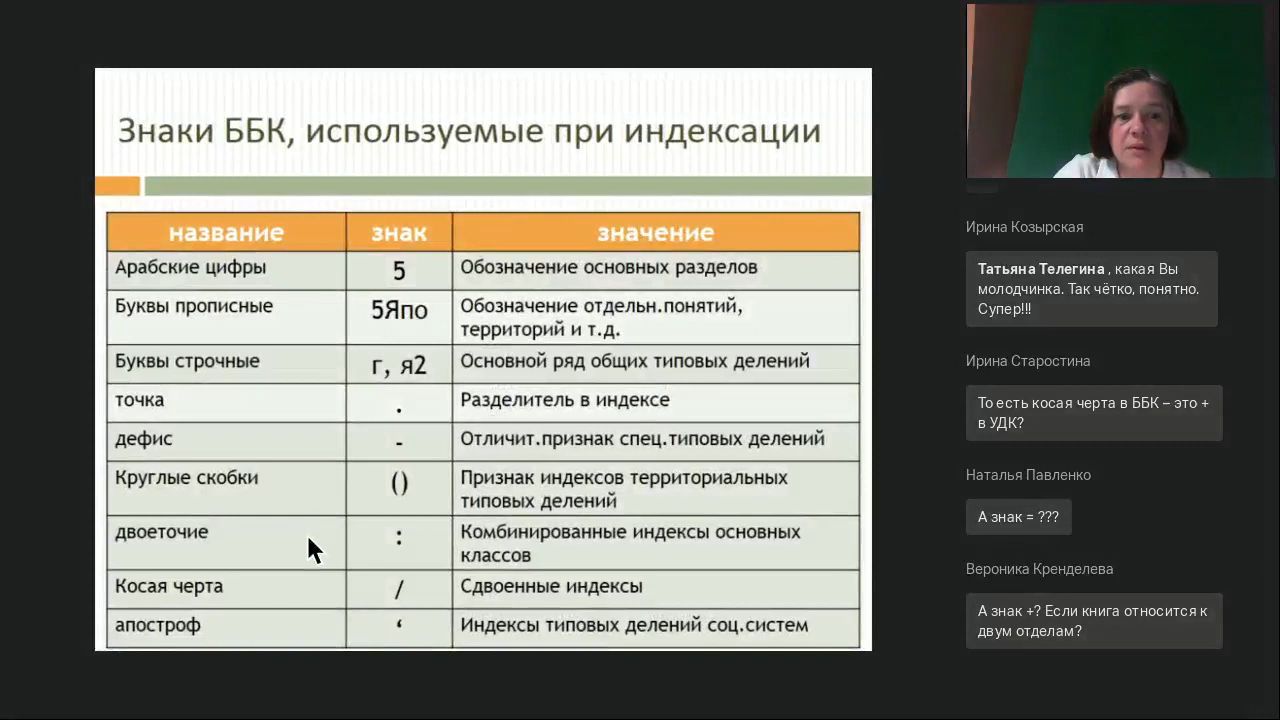 Знаки ББК, используемые при индексации
название знак значение
Арабские цифры 5 Обозначение основных разделов
Буквы прописные 5Япо Обозначение отдельн.понятий,
территорий и т.д.
Буквы строчные г, я2 Основной ряд общих типовых делений
точка . Разделитель в индексе
дефис - Отличит.признак спец.типовых делений
Круглые скобки () Признак индексов территориальных
типовых делений
двоеточие : Комбинированные индексы основных
классов
Косая черта / Сдвоенные индексы
апостроф ‘ Индексы типовых делений соц.систем
Ирина Козырская
Татьяна Телегина , какая Вы
молодчинка. Так чётко, понятно.
Супер!!!
Ирина Старостина
То есть косая черта в ББК – это +
в УДК?
Наталья Павленко
А знак = ???
Вероника Кренделева
А знак +? Если книга относится к
двум отделам?